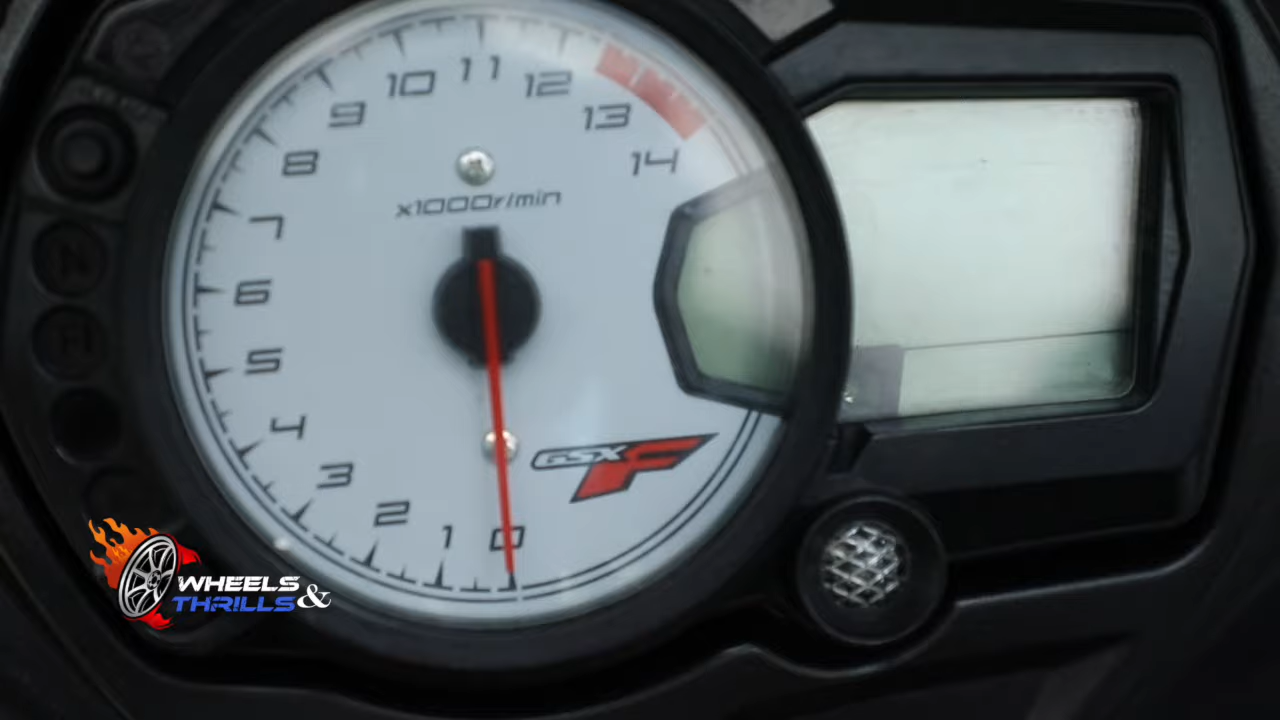 10 11 12
9 13
8 14
x1000r/min
7
N
6
5
4
GSX F
3
2
1 0
WHEELS
THRILLS &